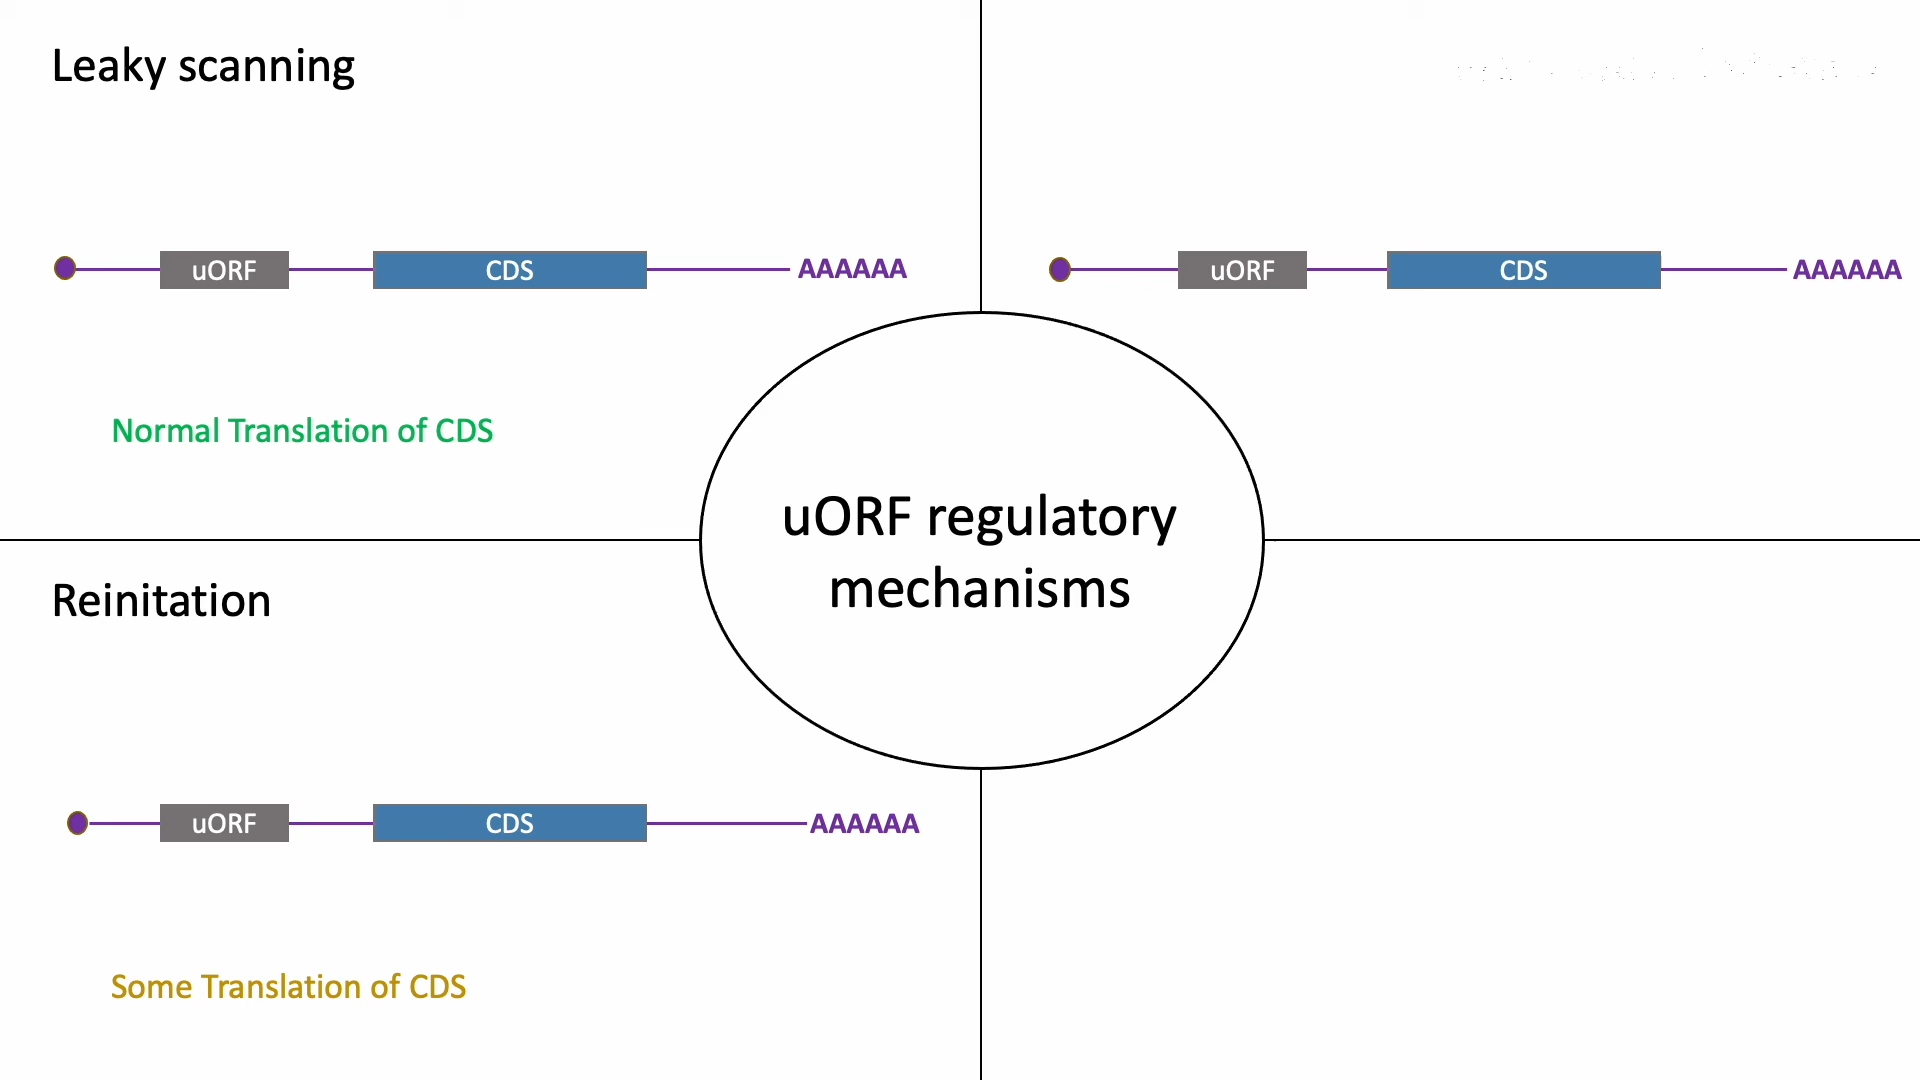 Leaky scanning
uORF
CDS
AAAAAA
Normal Translation of CDS
uORF
CDS
AAAAAA
uORF regulatory
mechanisms
Reinitation
uORF
CDS
AAAAAA
Some Translation of CDS